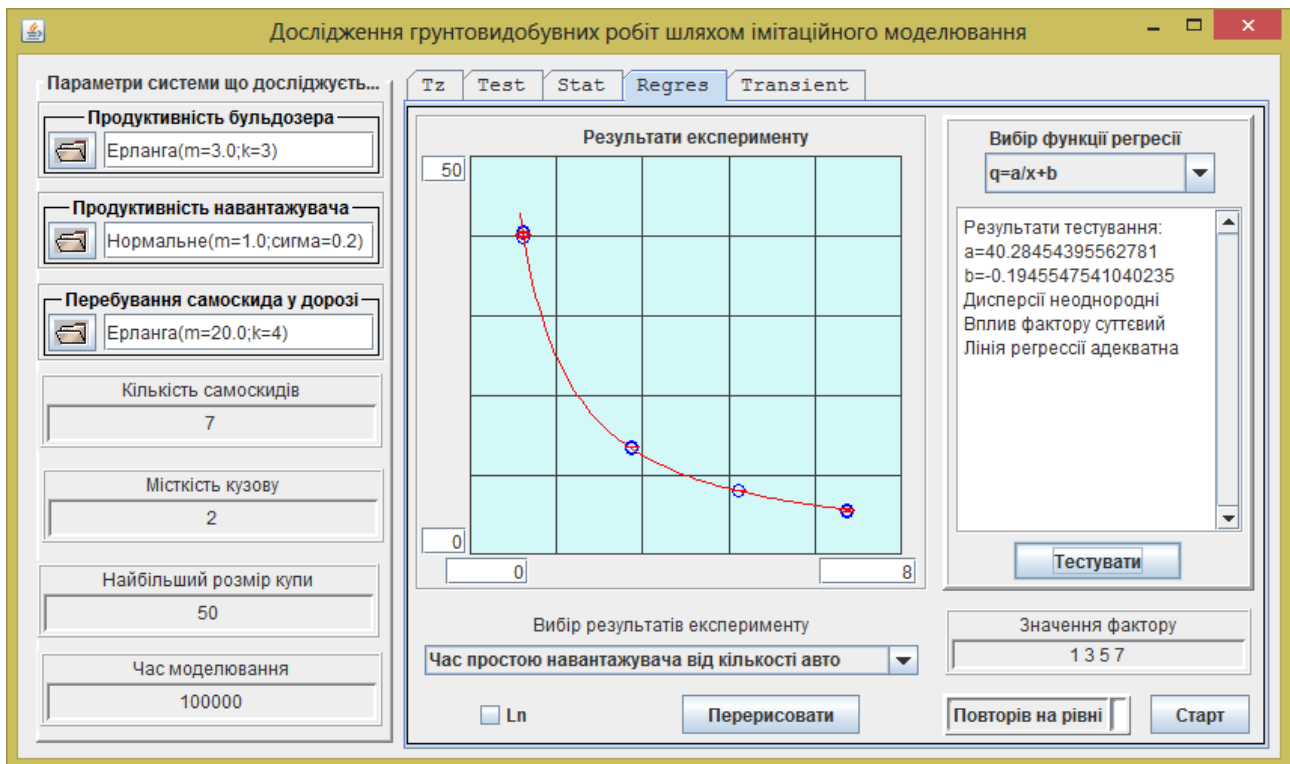 Дослідження грунтовидобувних робіт шляхом імітаційного моделювання
Параметри системи що досліджуєть...
Продуктивність бульдозера
Ерланга(m=3.0;k=3)
Продуктивність навантажувача
Нормальне(m=1.0;сигма=0.2)
Перебування самоскида у дорозі
Ерланга(m=20.0;k=4)
Кількість самоскидів
7
Місткість кузову
2
Найбільший розмір купи
50
Час моделювання
100000
Tz Test Stat Regres Transient
Результати експерименту
50
0
0 8
Вибір результатів експерименту
Час простою навантажувача від кількості авто
Ln
Перерисовати
Вибір функції регресії
q=a/x+b
Результати тестування:
a=40.28454395562781
b=-0.1945547541040235
Дисперсії неоднородні
Вплив фактору суттєвий
Лінія регрессії адекватна
Тестувати
Значення фактору
1 3 5 7
Повторів на рівні
Старт